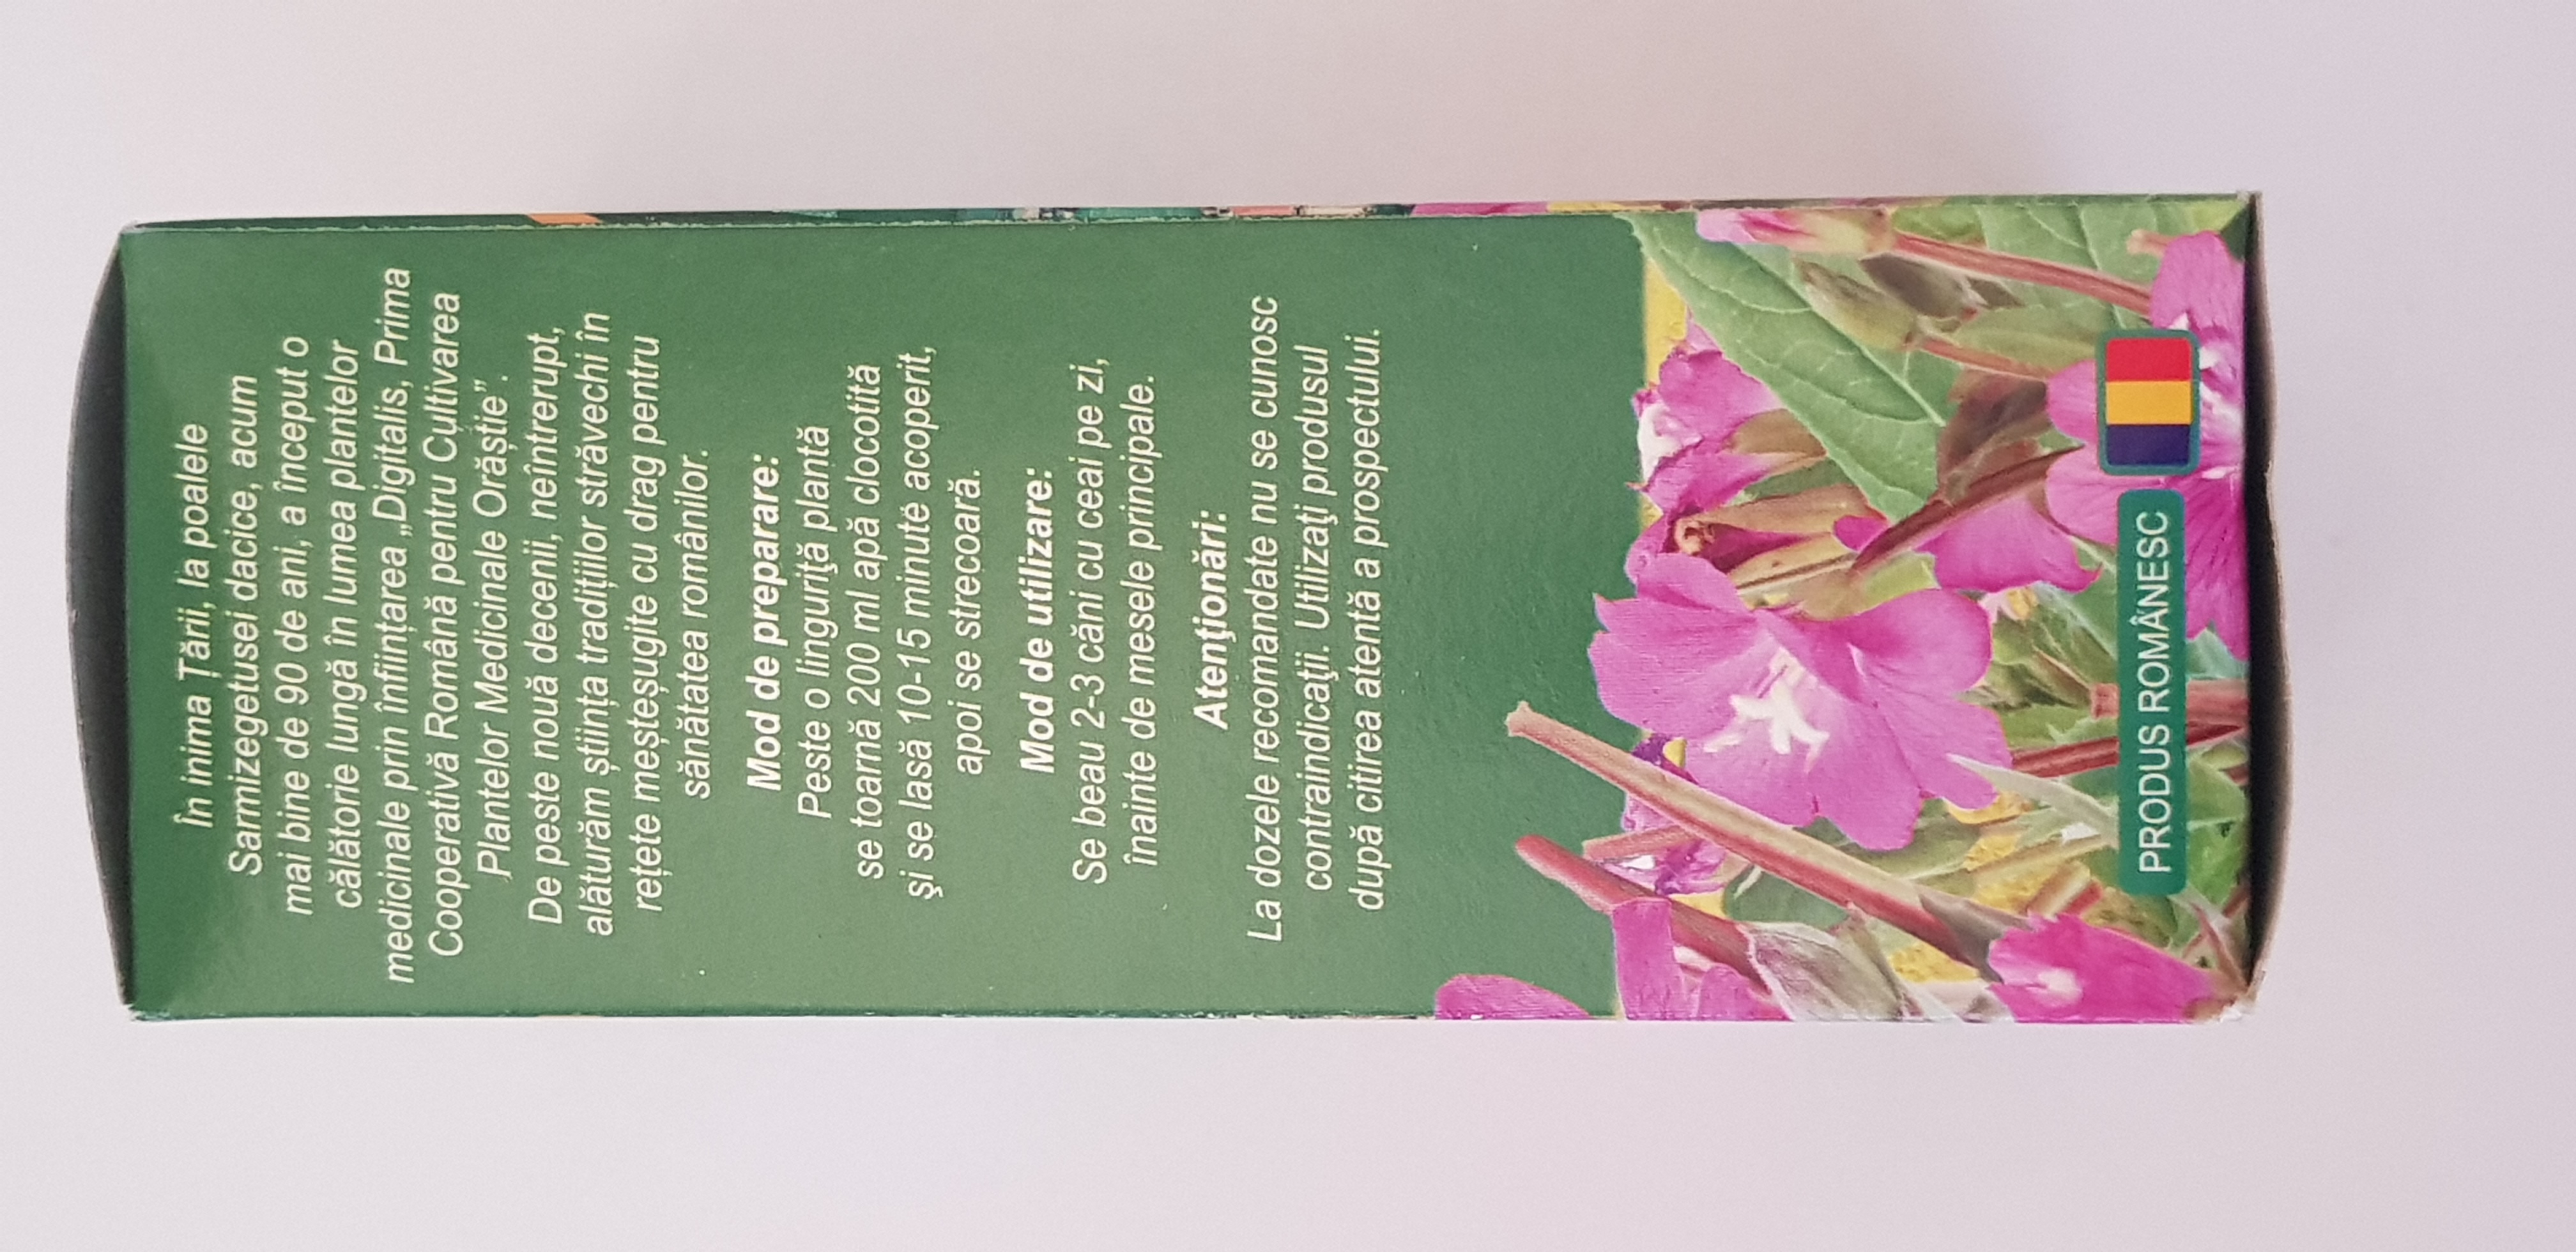 În inima Țării, la poalele
Sarmizegetusei dacice, acum
mai bine de 90 de ani, a început o
călătorie lungă în lumea plantelor
medicinale prin înființarea „Digitalis, Prima
Cooperativă Română pentru Cultivarea
Plantelor Medicinale Orăștie”.
De peste nouă decenii, neîntrerupt,
alăturăm știința tradițiilor străvechi în
rețete meșteșugite cu drag pentru
sănătatea românilor.
Mod de preparare:
Peste o linguriţă plantă
se toarnă 200 ml apă clocotită
şi se lasă 10-15 minute acoperit,
apoi se strecoară.
Mod de utilizare:
Se beau 2-3 căni cu ceai pe zi,
înainte de mesele principale.
Atenţionări:
La dozele recomandate nu se cunosc
contraindicaţii. Utilizaţi produsul
după citirea atentă a prospectului.
PRODUS ROMÂNESC